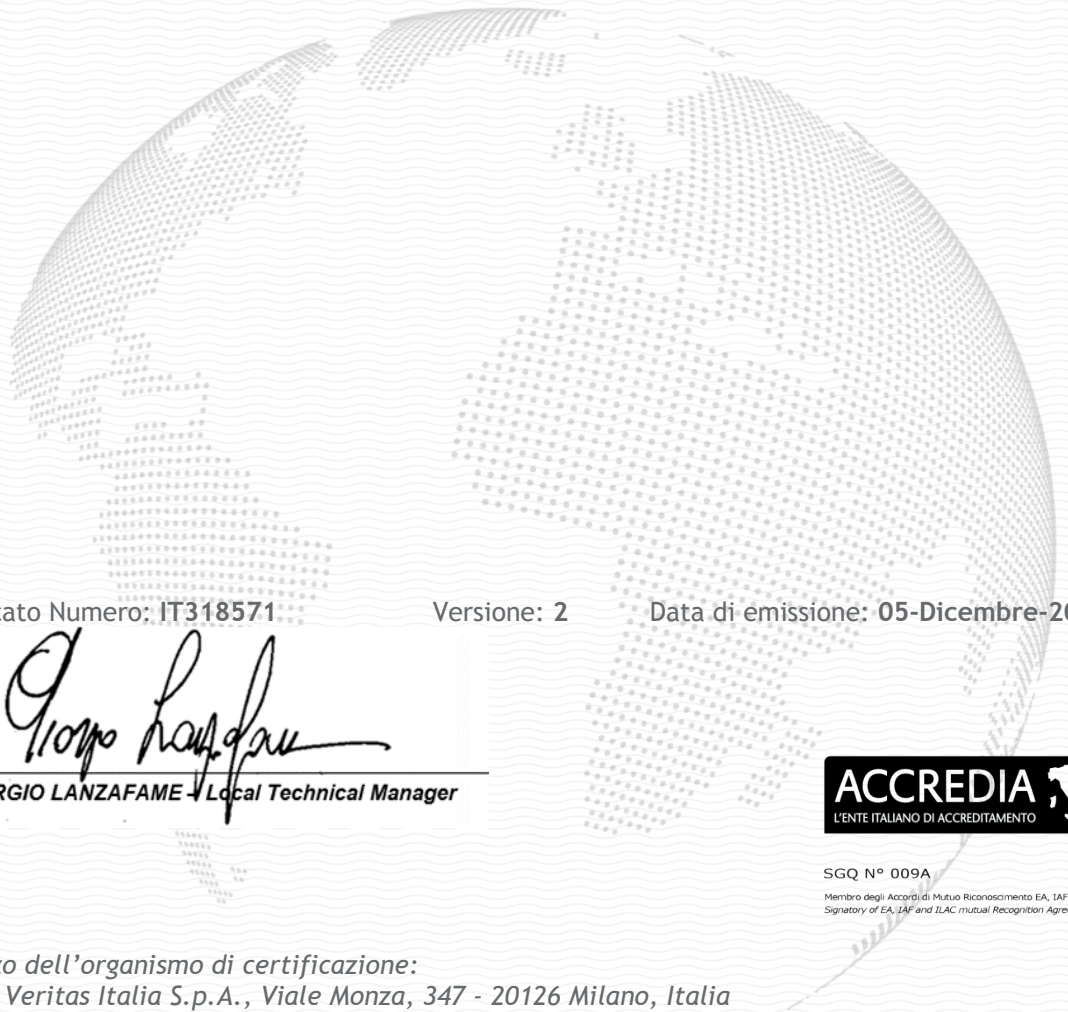 cato Numero: IT318571 Versione: 2 Data di emissione: 05-Dicembre-20
RGIO LANZAFAME - Local Technical Manager
ACCREDIA
L'ENTE ITALIANO DI ACCREDITAMENTO
SGQ N° 009A
Membro degli Accordi di Mutuo Riconoscimento EA, IAF
Signatory of EA, IAF and ILAC mutual Recognition Agre
zo dell'organismo di certificazione:
Veritas Italia S.p.A., Viale Monza, 347 - 20126 Milano, Italia